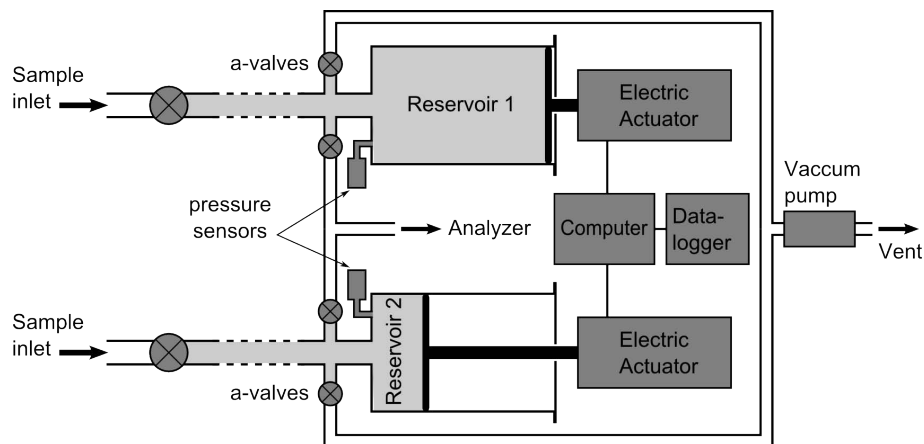 a-valves
Sample
inlet
Reservoir 1
Electric
Actuator
pressure
sensors
Analyzer
Computer
Data-
logger
Vaccum
pump
Vent
Sample
inlet
Reservoir 2
Electric
Actuator
a-valves